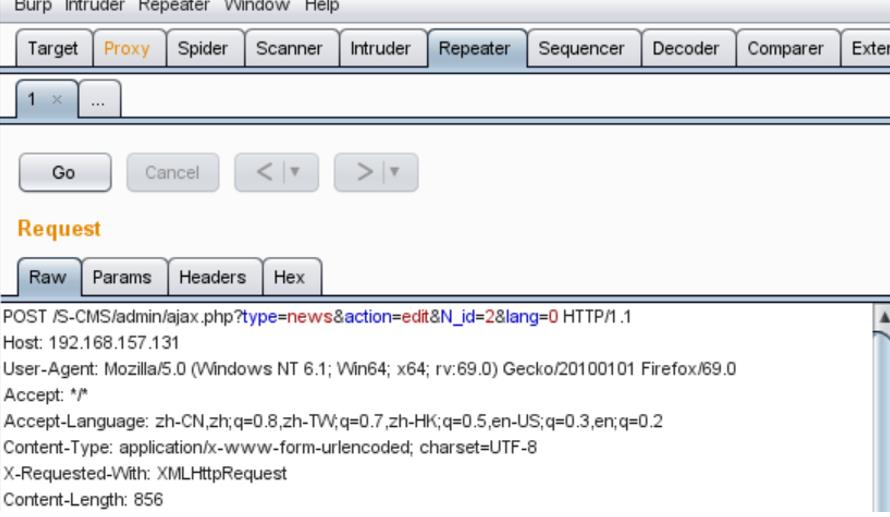 Burp Intruder Repeater Window Help
Target Proxy Spider Scanner Intruder Repeater Sequencer Decoder Comparer Exter
1 × ...
Go Cancel < >
Request
Raw Params Headers Hex
POST /S-CMS/admin/ajax.php?type=news&action=edit&N_id=2&lang=0 HTTP/1.1
Host: 192.168.157.131
User-Agent: Mozilla/5.0 (Windows NT 6.1; Win64; x64; rv:69.0) Gecko/20100101 Firefox/69.0
Accept: */*
Accept-Language: zh-CN,zh;q=0.8,zh-TW;q=0.7,zh-HK;q=0.5,en-US;q=0.3,en;q=0.2
Content-Type: application/x-www-form-urlencoded; charset=UTF-8
X-Requested-With: XMLHttpRequest
Content-Length: 856